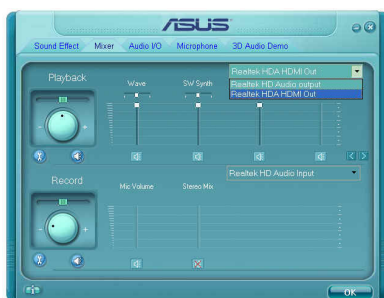 ASUS
Sound Effect Mixer Audio I/O Microphone 3D Audio Demo
Playback
Realtek HDA HDMI Out
Wave SW Synth
Realtek HD Audio output
Realtek HDA HDMI Out
Record
Realtek HD Audio Input
Mic Volume Stereo Mix
OK